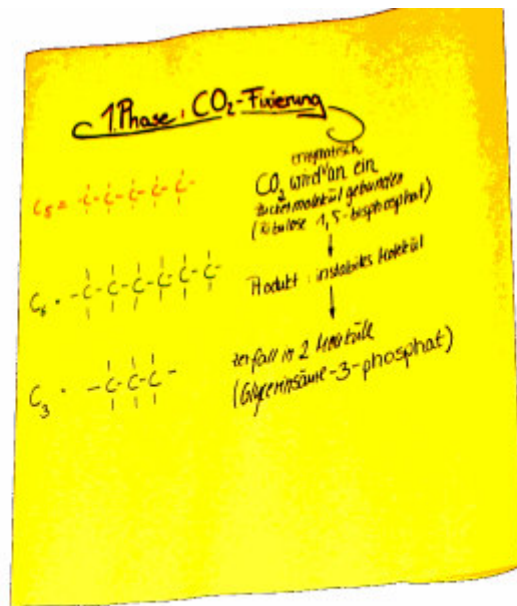 1. Phase: CO₂-Fixierung
C₅ = -C-C-C-C-C-
enzymatisch
CO₂ wird an ein
Zuckermolekül gebunden
(Ribulose 1,5-bisphosphat)
↓
C₆ = -C-C-C-C-C-C-
Produkt: instabiles Molekül
↓
C₃ = -C-C-C-
zerfall in 2 Moleküle
(Glycerinsäure-3-phosphat)